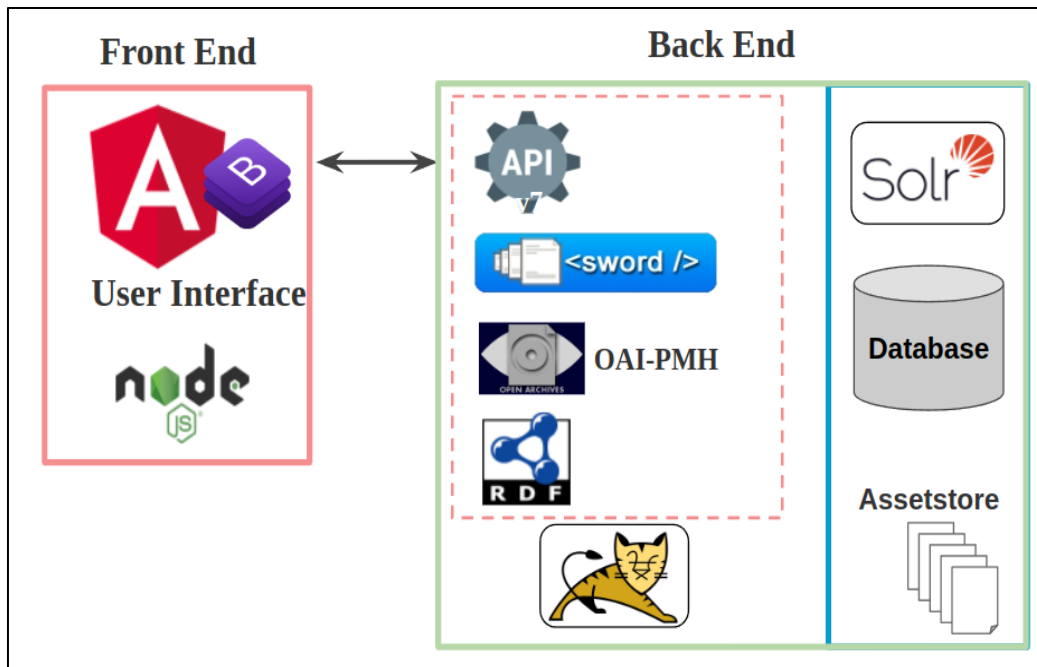 Front End
Back End
A
B
User Interface
node
JS
API
v7
<sword />
OPEN ARCHIVES
OAI-PMH
RDF
Solr
Database
Assetstore